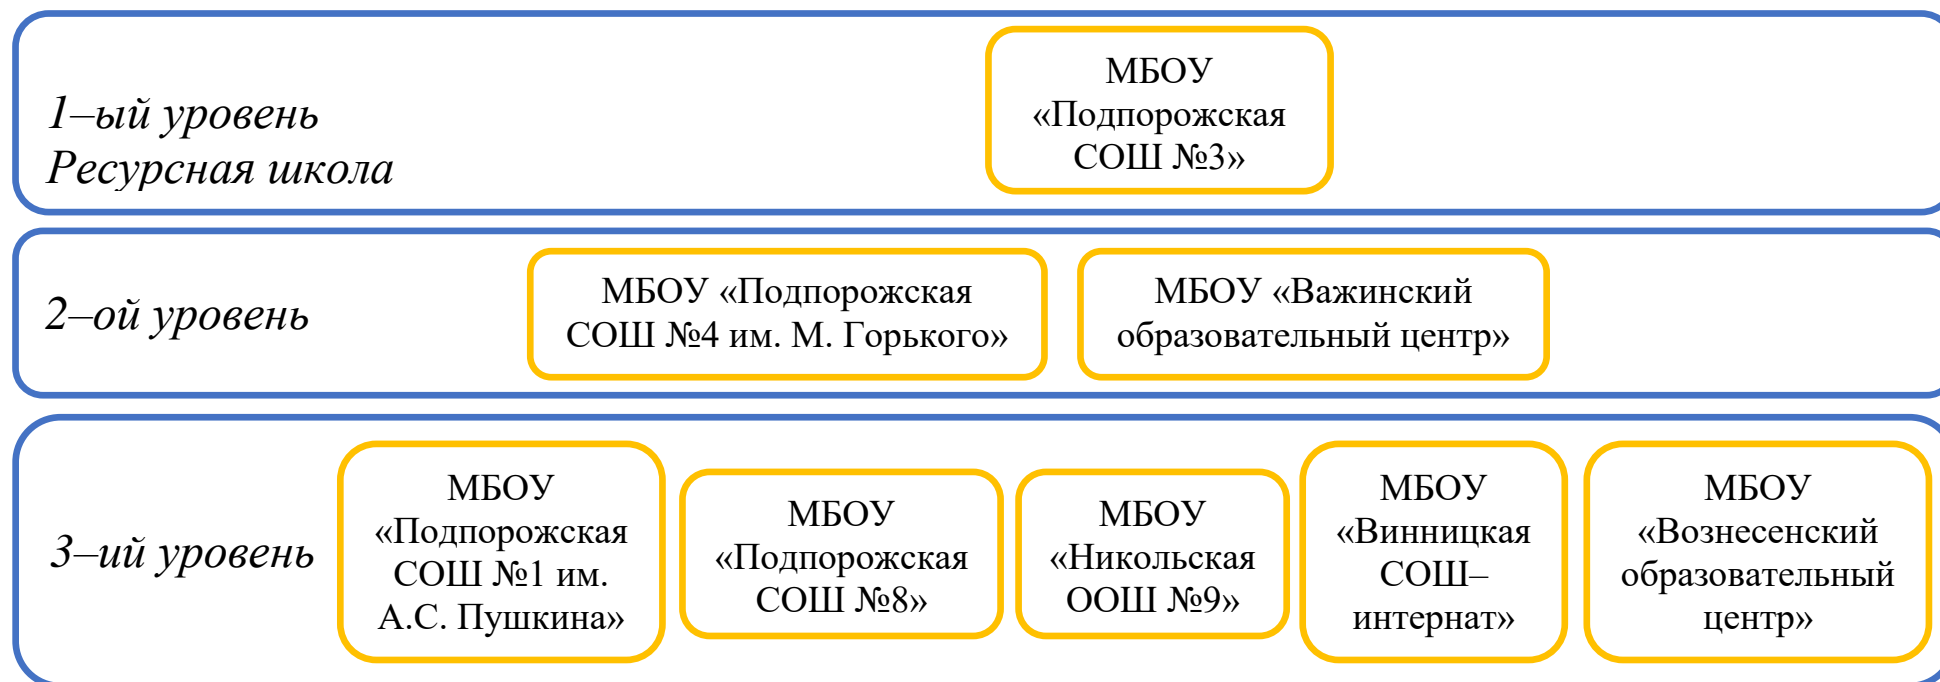 1–ый уровень
Ресурсная школа
МБОУ
«Подпорожская
СОШ №3»
2–ой уровень
МБОУ «Подпорожская
СОШ №4 им. М. Горького»
МБОУ «Важинский
образовательный центр»
3–ий уровень
МБОУ
«Подпорожская
СОШ №1 им.
А.С. Пушкина»
МБОУ
«Подпорожская
СОШ №8»
МБОУ
«Никольская
ООШ №9»
МБОУ
«Винницкая
СОШ–
интернат»
МБОУ
«Вознесенский
образовательный
центр»